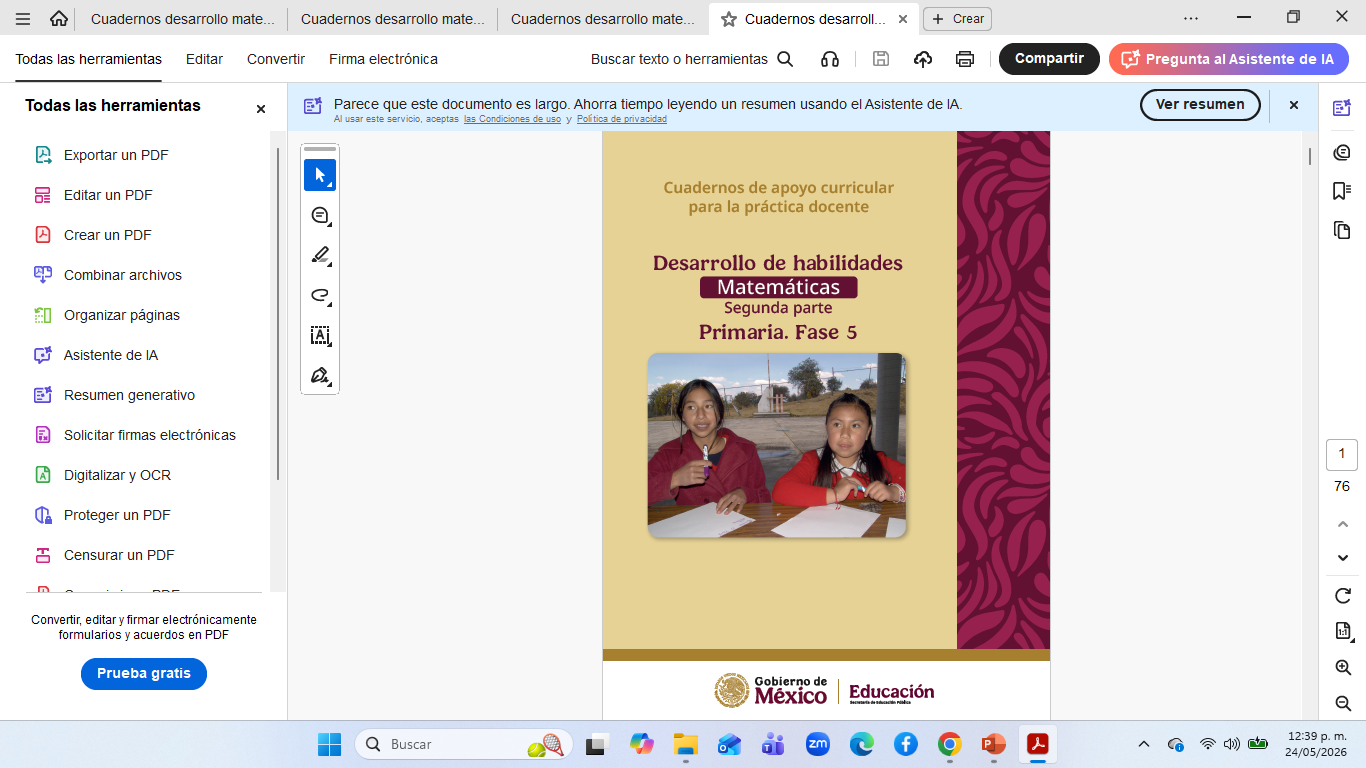 Cuadernos desarrollo mate...
Cuadernos desarrollo mate...
Cuadernos desarrollo mate...
Cuadernos desarroll...
Crear
Todas las herramientas
Editar
Convertir
Firma electrónica
Buscar texto o herramientas
Compartir
Pregunta al Asistente de IA
Todas las herramientas
Parece que este documento es largo. Ahorra tiempo leyendo un resumen usando el Asistente de IA.
Al usar este servicio, aceptas las Condiciones de uso y Política de privacidad
Ver resumen
Exportar un PDF
Editar un PDF
Crear un PDF
Combinar archivos
Organizar páginas
Asistente de IA
Resumen generativo
Solicitar firmas electrónicas
Digitalizar y OCR
Proteger un PDF
Censurar un PDF
Convertir, editar y firmar electrónicamente
formularios y acuerdos en PDF
Prueba gratis
Cuadernos de apoyo curricular
para la práctica docente
Desarrollo de habilidades
Matemáticas
Segunda parte
Primaria. Fase 5
Gobierno de
México
Educación
Secretaría de Educación Pública
1
76
Buscar
12:39 p. m.
24/05/2026